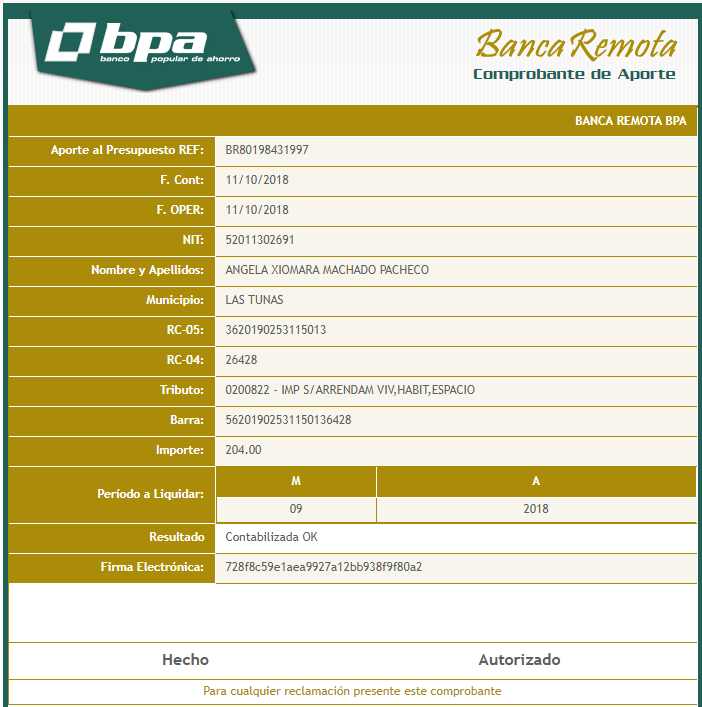 bpa
banco popular de ahorro
Banca Remota
Comprobante de Aporte
BANCA REMOTA BPA
Aporte al Presupuesto REF: BR80198431997
F. Cont: 11/10/2018
F. OPER: 11/10/2018
NIT: 52011302691
Nombre y Apellidos: ANGELA XIOMARA MACHADO PACHECO
Municipio: LAS TUNAS
RC-05: 3620190253115013
RC-04: 26428
Tributo: 0200822 - IMP S/ARRENDAM VIV,HABIT,ESPACIO
Barra: 56201902531150136428
Importe: 204.00
Período a Liquidar:
M A
09 2018
Resultado Contabilizada OK
Firma Electrónica: 728f8c59e1aea9927a12bb938f9f80a2
Hecho Autorizado
Para cualquier reclamación presente este comprobante